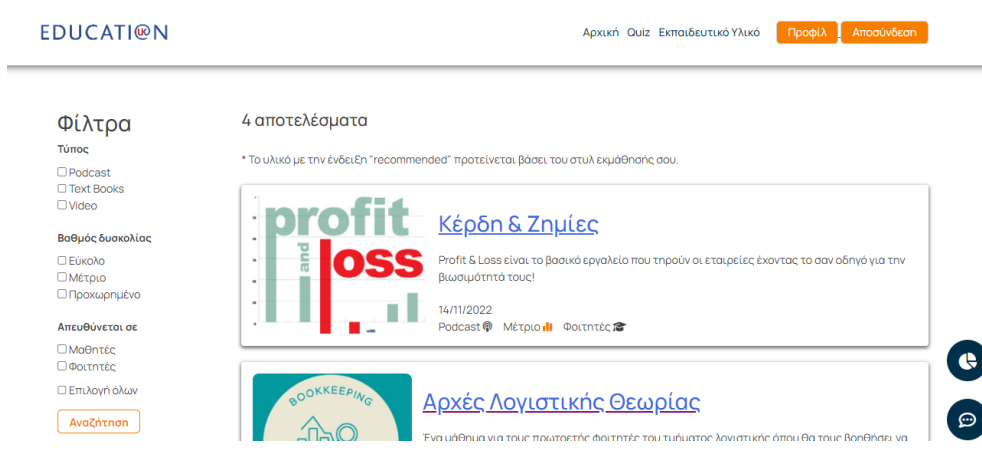 EDUCATI@N
UK
Αρχική Quiz Εκπαιδευτικό Υλικό Προφίλ Αποσύνδεση
Φίλτρα
Τύπος
Podcast
Text Books
Video
Βαθμός δυσκολίας
Εύκολο
Μέτριο
Προχωρημένο
Απευθύνεται σε
Μαθητές
Φοιτητές
Επιλογή όλων
Αναζήτηση
4 αποτελέσματα
* Το υλικό με την ένδειξη "recommended" προτείνεται βάσει του στυλ εκμάθησής σου.
profit
and
loss
Κέρδη & Ζημίες
Profit & Loss είναι το βασικό εργαλείο που τηρούν οι εταιρείες έχοντας το σαν οδηγό για την
βιωσιμότητά τους!
14/11/2022
Podcast Μέτριο Φοιτητές
BOOKKEEPING
Αρχές Λογιστικής Θεωρίας
Ένα μάθημα για τους πρωτοετής φοιτητές του τμήματος λογιστικής όπου θα τους βοηθήσει να